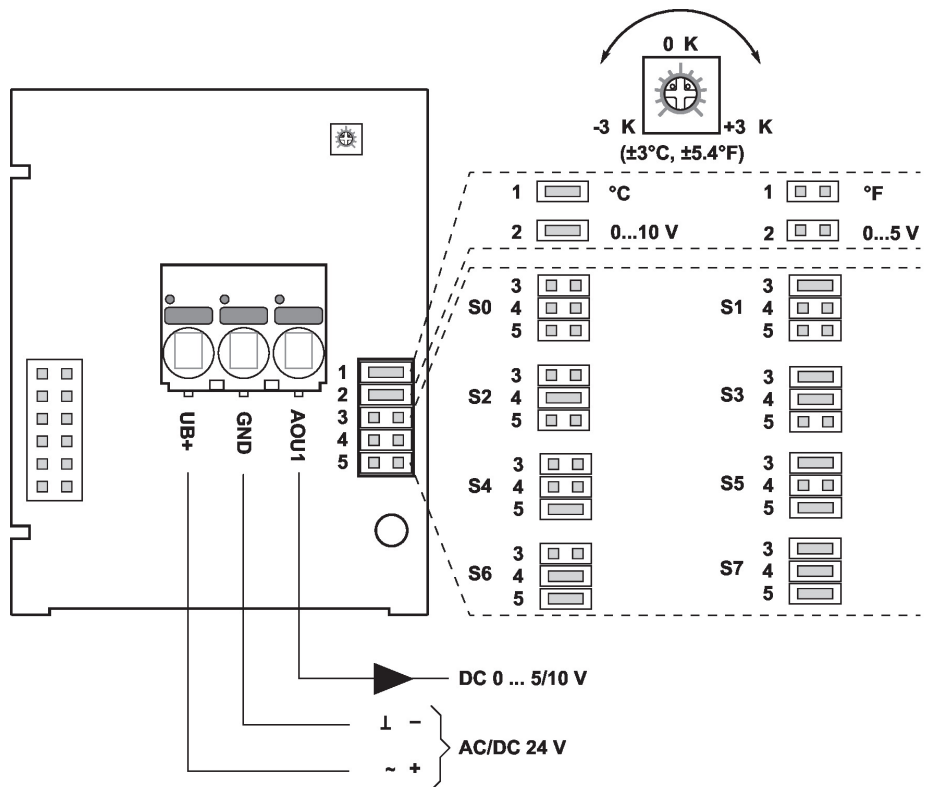 0 K
-3 K +3 K
(±3°C, ±5.4°F)
1 °C 1 °F
2 0...10 V 2 0...5 V
S0 3 4 5
S1 3 4 5
S2 3 4 5
S3 3 4 5
S4 3 4 5
S5 3 4 5
S6 3 4 5
S7 3 4 5
1
2
3
4
5
UB+
GND
AOU1
DC 0 ... 5/10 V
⊥ −
AC/DC 24 V
~ +